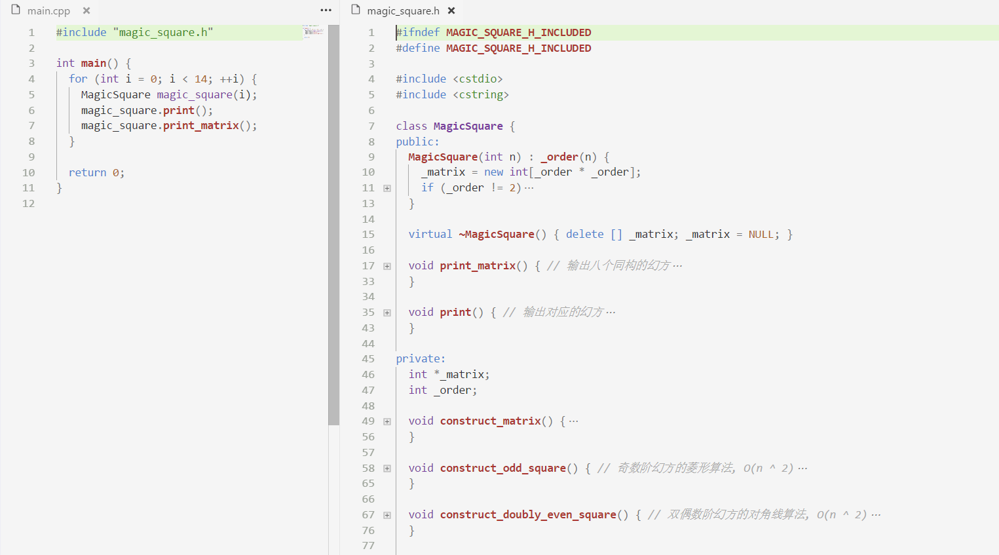 main.cpp
1 #include "magic_square.h"
2
3 int main() {
4 for (int i = 0; i < 14; ++i) {
5 MagicSquare magic_square(i);
6 magic_square.print();
7 magic_square.print_matrix();
8 }
9
10 return 0;
11 }
12
magic_square.h
1 #ifndef MAGIC_SQUARE_H_INCLUDED
2 #define MAGIC_SQUARE_H_INCLUDED
3
4 #include <cstdio>
5 #include <cstring>
6
7 class MagicSquare {
8 public:
9 MagicSquare(int n) : _order(n) {
10 _matrix = new int[_order * _order];
11 if (_order != 2)…
13 }
14
15 virtual ~MagicSquare() { delete [] _matrix; _matrix = NULL; }
16
17 void print_matrix() { // 输出八个同构的幻方…
33 }
34
35 void print() { // 输出对应的幻方…
43 }
44
45 private:
46 int *_matrix;
47 int _order;
48
49 void construct_matrix() {…
56 }
57
58 void construct_odd_square() { // 奇数阶幻方的菱形算法, O(n ^ 2)…
65 }
66
67 void construct_doubly_even_square() { // 双偶数阶幻方的对角线算法, O(n ^ 2)…
76 }
77